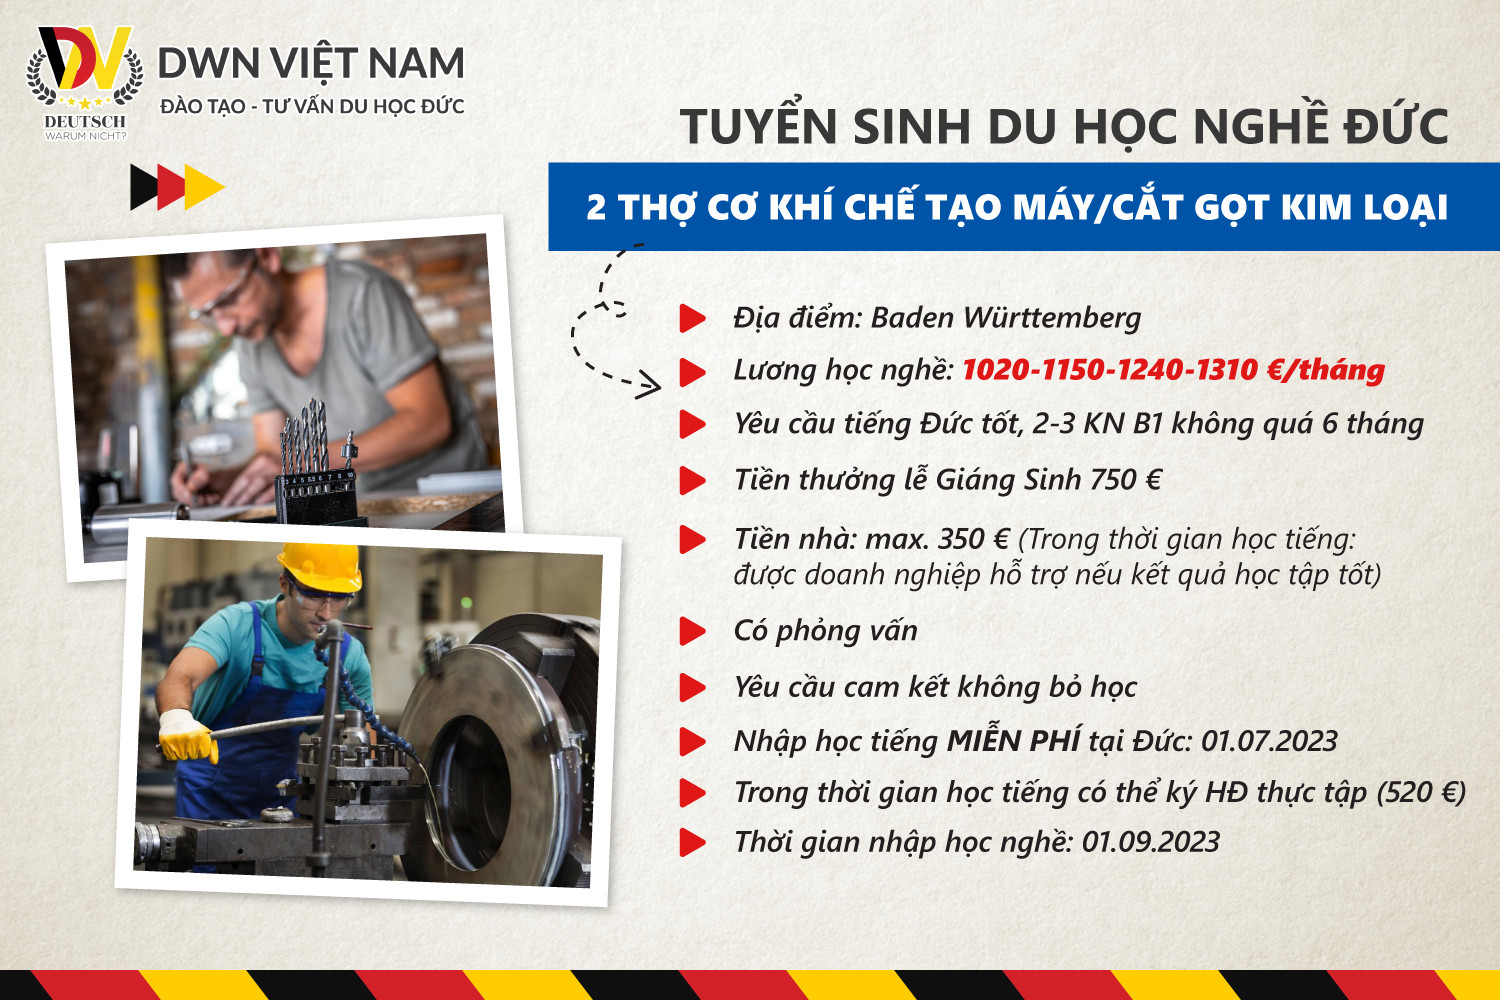 DWN VIỆT NAM
ĐÀO TẠO - TƯ VẤN DU HỌC ĐỨC
DEUTSCH
WARUM NICHT?
TUYỂN SINH DU HỌC NGHỀ ĐỨC
2 THỢ CƠ KHÍ CHẾ TẠO MÁY/CẮT GỌT KIM LOẠI
Địa điểm: Baden Württemberg
Lương học nghề: 1020-1150-1240-1310 €/tháng
Yêu cầu tiếng Đức tốt, 2-3 KN B1 không quá 6 tháng
Tiền thưởng lễ Giáng Sinh 750 €
Tiền nhà: max. 350 € (Trong thời gian học tiếng:
được doanh nghiệp hỗ trợ nếu kết quả học tập tốt)
Có phỏng vấn
Yêu cầu cam kết không bỏ học
Nhập học tiếng MIỄN PHÍ tại Đức: 01.07.2023
Trong thời gian học tiếng có thể ký HĐ thực tập (520 €)
Thời gian nhập học nghề: 01.09.2023